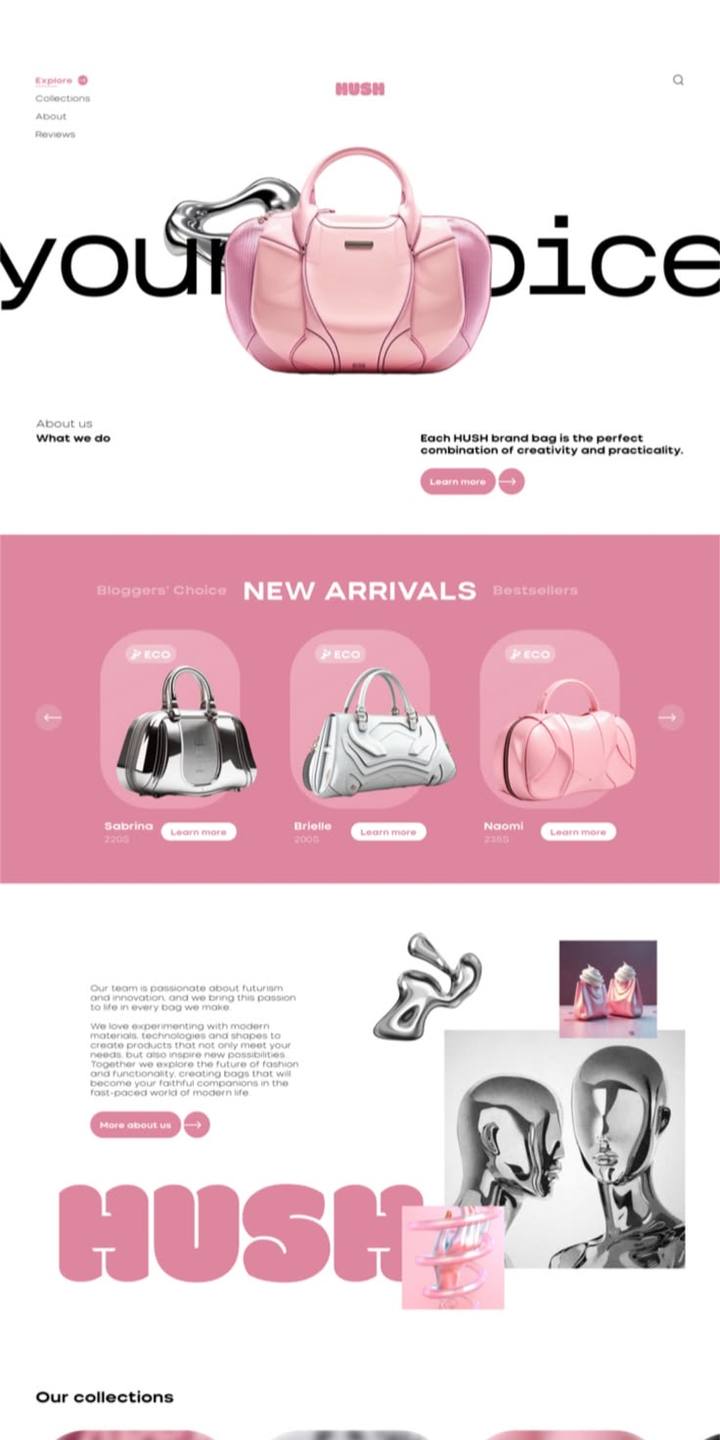 Explore
Collections
About
Reviews
HUSH
your oice
About us
What we do
Each HUSH brand bag is the perfect
combination of creativity and practicality.
Learn more
Bloggers' Choice NEW ARRIVALS Bestsellers
ECO
ECO
ECO
Sabrina
220$
Learn more
Brielle
200$
Learn more
Naomi
235$
Learn more
Our team is passionate about futurism
and innovation, and we bring this passion
to life in every bag we make.
We love experimenting with modern
materials, technologies and shapes to
create products that not only meet your
needs, but also inspire new possibilities.
Together we explore the future of fashion
and functionality, creating bags that will
become your faithful companions in the
fast-paced world of modern life.
More about us
HUSH
Our collections